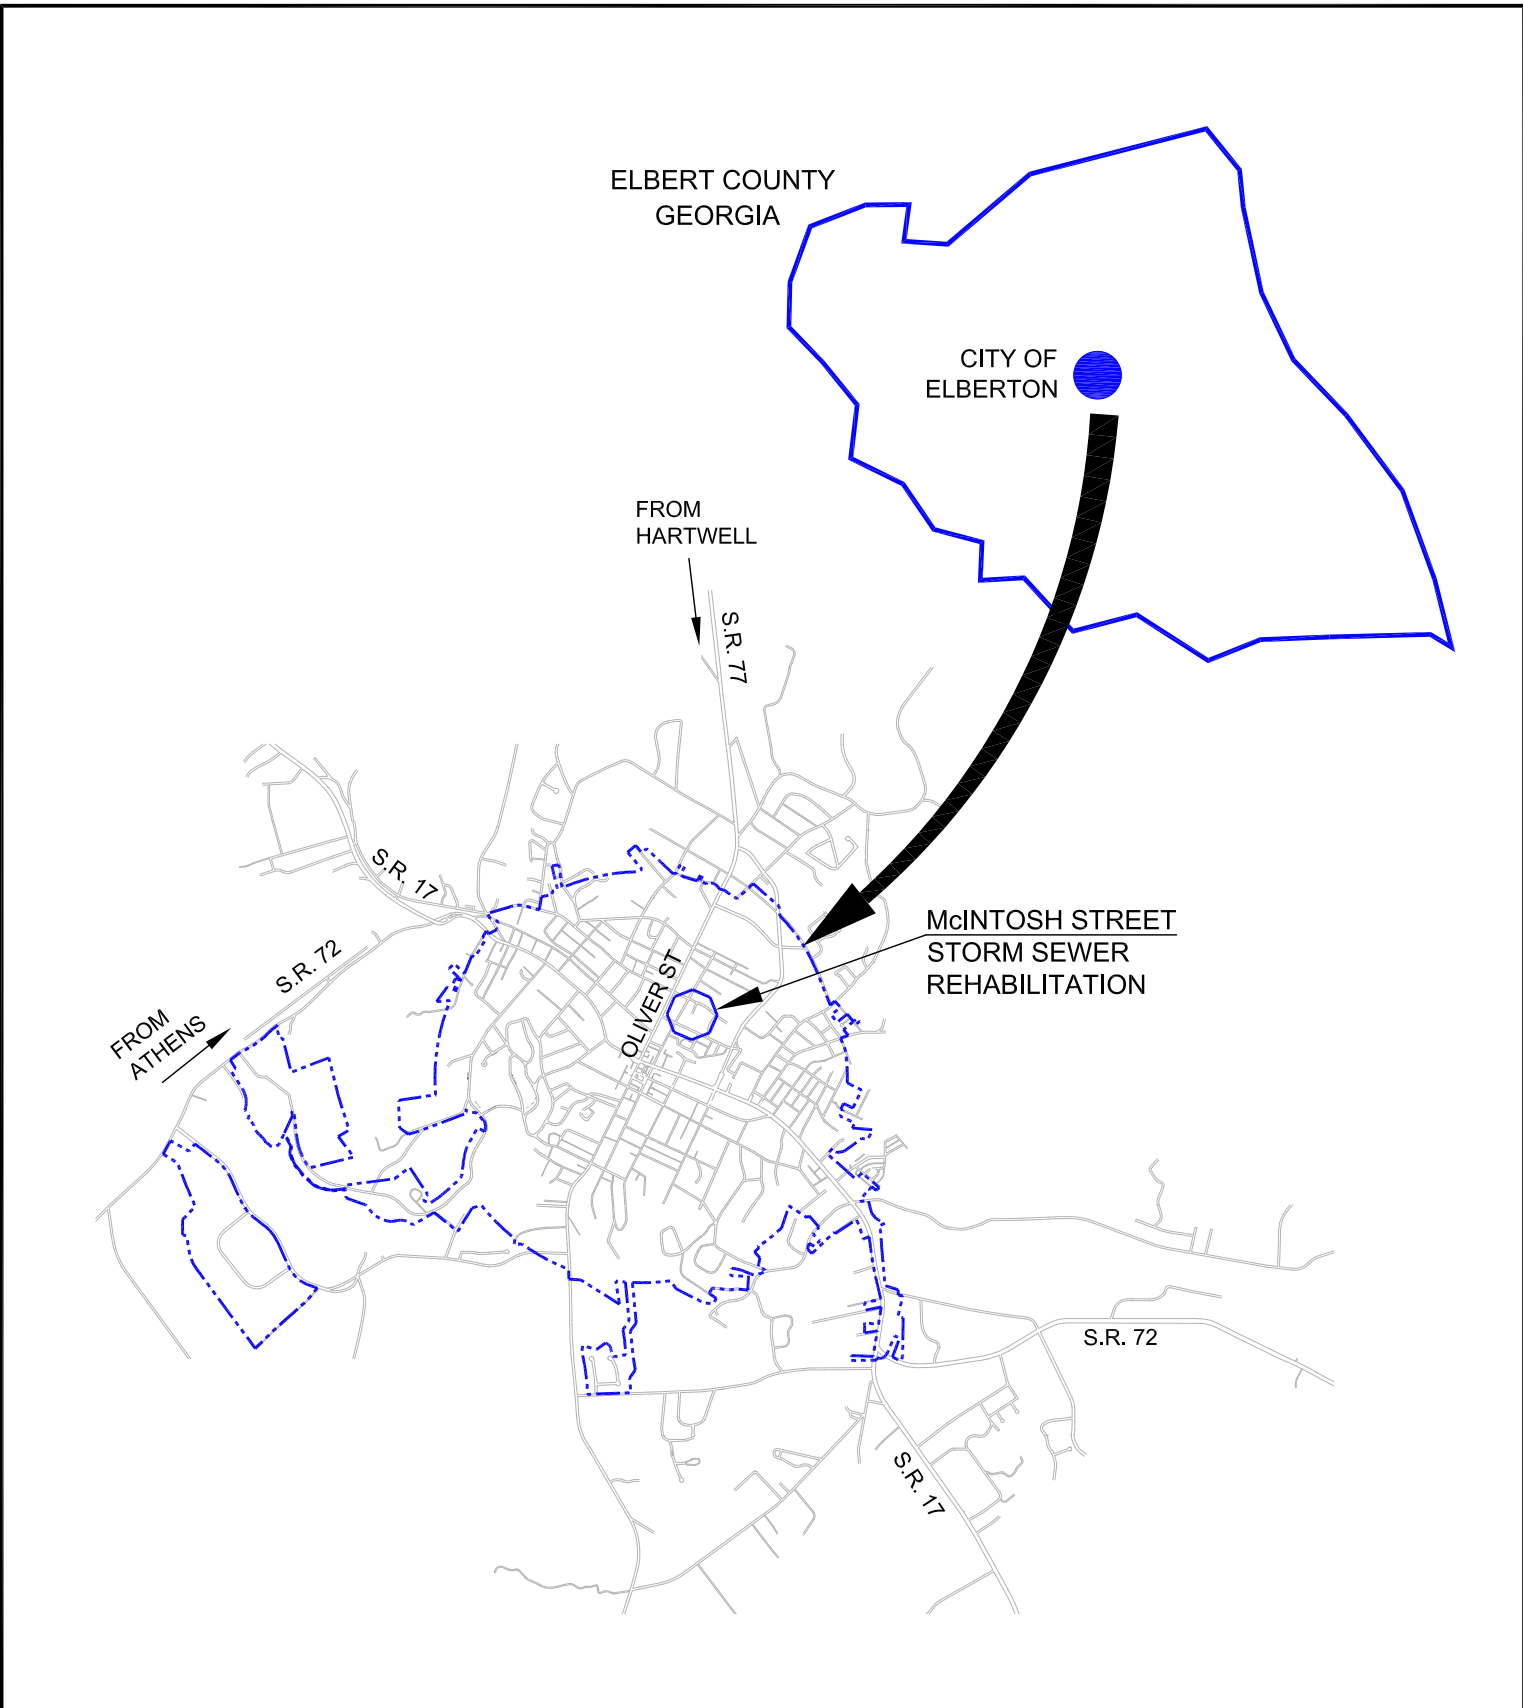 ELBERT COUNTY
GEORGIA
CITY OF
ELBERTON
FROM
HARTWELL
S.R. 77
S.R. 17
McINTOSH STREET
STORM SEWER
REHABILITATION
S.R. 72
OLIVER ST
FROM
ATHENS
S.R. 72
S.R. 17